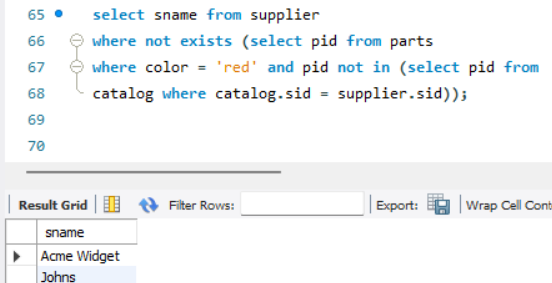 65 select sname from supplier
66 where not exists (select pid from parts
67 where color = 'red' and pid not in (select pid from
68 catalog where catalog.sid = supplier.sid));
69
70
Result Grid Filter Rows: Export: Wrap Cell Cont
sname
Acme Widget
Johns